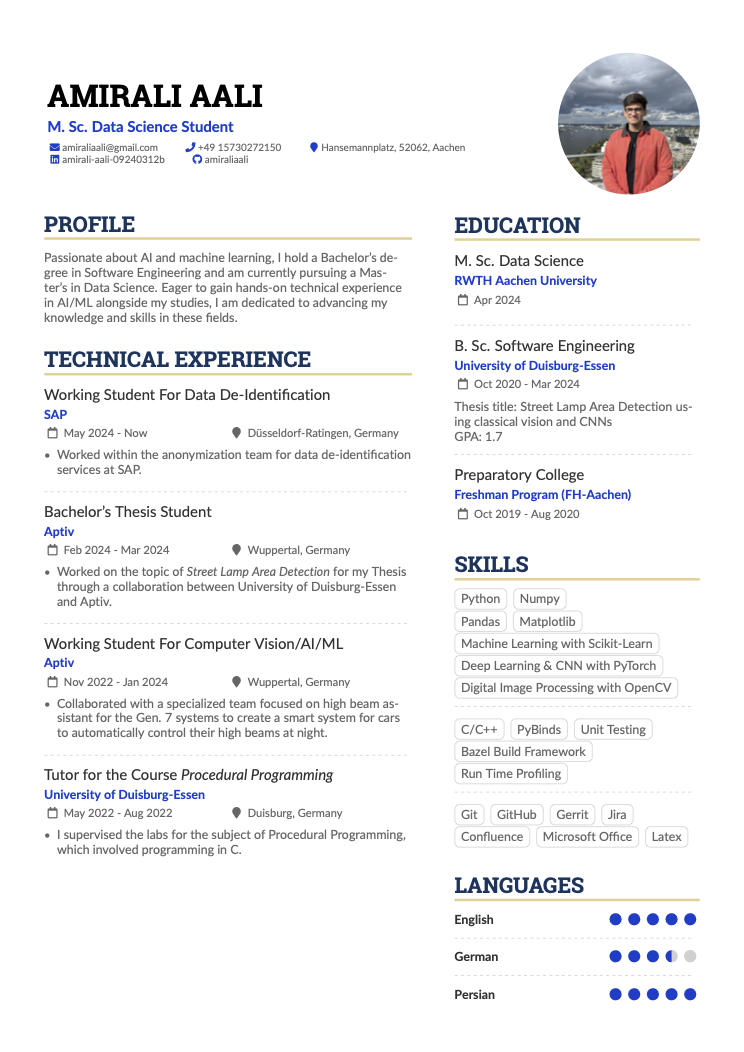 AMIRALI AALI
M. Sc. Data Science Student
amiraliaali@gmail.com +49 15730272150 Hansemannplatz, 52062, Aachen
amirali-aali-09240312b amiraliaali
PROFILE
Passionate about AI and machine learning, I hold a Bachelor's de-
gree in Software Engineering and am currently pursuing a Mas-
ter's in Data Science. Eager to gain hands-on technical experience
in AI/ML alongside my studies, I am dedicated to advancing my
knowledge and skills in these fields.
TECHNICAL EXPERIENCE
Working Student For Data De-Identification
SAP
May 2024 - Now Düsseldorf-Ratingen, Germany
• Worked within the anonymization team for data de-identification
services at SAP.
Bachelor's Thesis Student
Aptiv
Feb 2024 - Mar 2024 Wuppertal, Germany
• Worked on the topic of Street Lamp Area Detection for my Thesis
through a collaboration between University of Duisburg-Essen
and Aptiv.
Working Student For Computer Vision/AI/ML
Aptiv
Nov 2022 - Jan 2024 Wuppertal, Germany
• Collaborated with a specialized team focused on high beam as-
sistant for the Gen. 7 systems to create a smart system for cars
to automatically control their high beams at night.
Tutor for the Course Procedural Programming
University of Duisburg-Essen
May 2022 - Aug 2022 Duisburg, Germany
• I supervised the labs for the subject of Procedural Programming,
which involved programming in C.
EDUCATION
M. Sc. Data Science
RWTH Aachen University
Apr 2024
B. Sc. Software Engineering
University of Duisburg-Essen
Oct 2020 - Mar 2024
Thesis title: Street Lamp Area Detection us-
ing classical vision and CNNs
GPA: 1.7
Preparatory College
Freshman Program (FH-Aachen)
Oct 2019 - Aug 2020
SKILLS
Python Numpy
Pandas Matplotlib
Machine Learning with Scikit-Learn
Deep Learning & CNN with PyTorch
Digital Image Processing with OpenCV
C/C++ PyBinds Unit Testing
Bazel Build Framework
Run Time Profiling
Git GitHub Gerrit Jira
Confluence Microsoft Office Latex
LANGUAGES
English
German
Persian